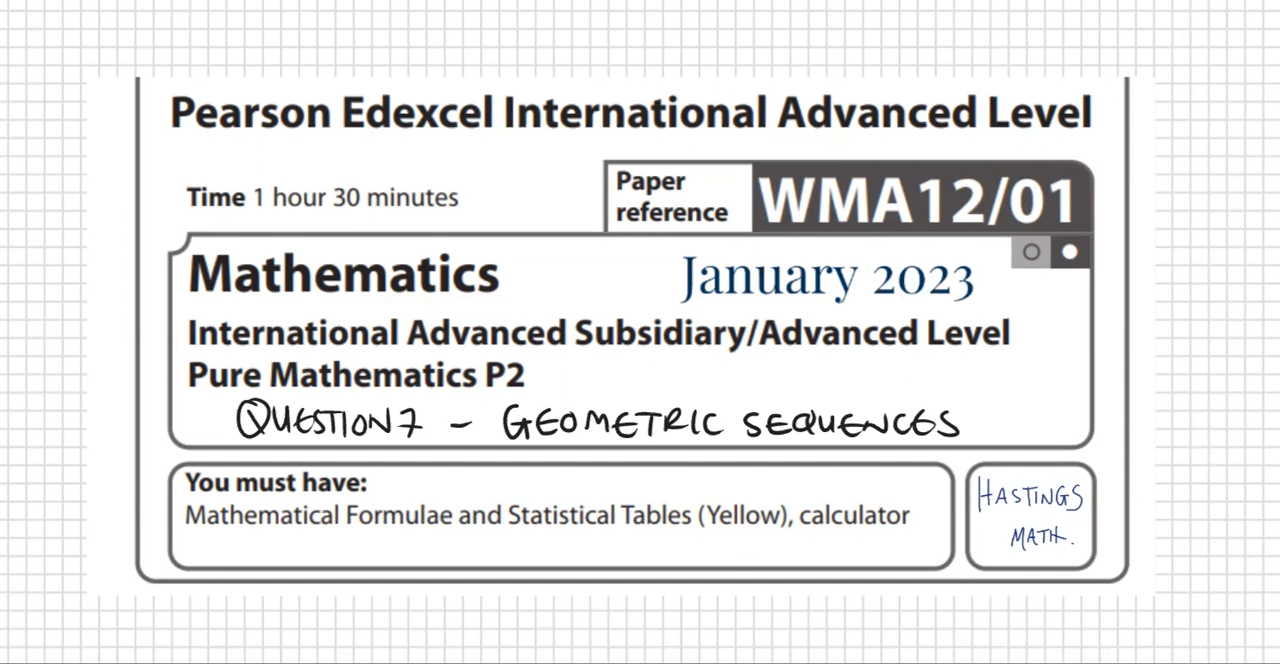 Pearson Edexcel International Advanced Level
Time 1 hour 30 minutes
Paper reference
WMA12/01
Mathematics
January 2023
International Advanced Subsidiary/Advanced Level
Pure Mathematics P2
QUESTION 7 – GEOMETRIC SEQUENCES
You must have:
Mathematical Formulae and Statistical Tables (Yellow), calculator
HASTINGS
MATH.